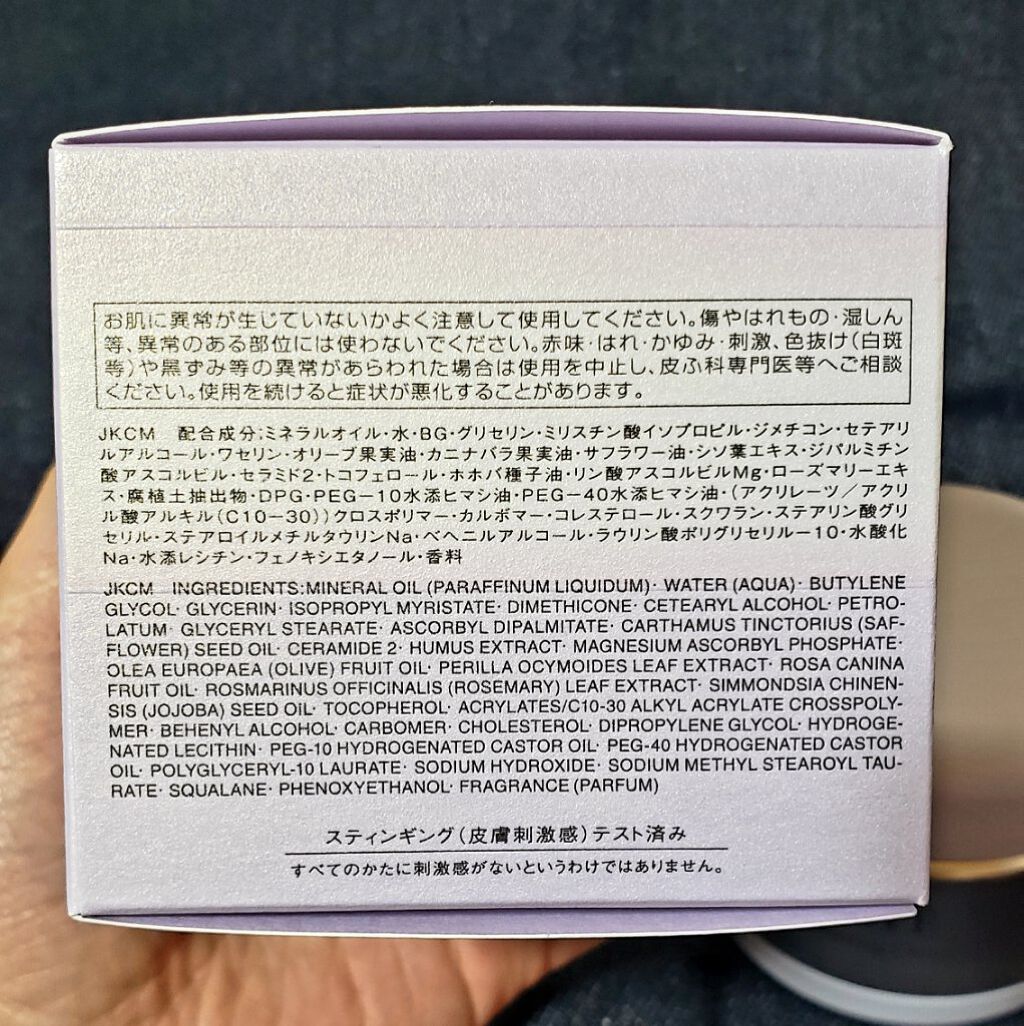 お肌に異常が生じていないかよく注意して使用してください。傷やはれもの・湿しん
等、異常のある部位には使わないでください。赤味・はれ・かゆみ・刺激、色抜け(白斑
等)や黒ずみ等の異常があらわれた場合は使用を中止し、皮ふ科専門医等へご相談
ください。使用を続けると症状が悪化することがあります。
JKCM 配合成分:ミネラルオイル・水・BG・グリセリン・ミリスチン酸イソプロピル・ジメチコン・セテアリ
ルアルコール・ワセリン・オリーブ果実油・カニナバラ果実油・サフラワー油・シソ葉エキス・ジパルミチン
酸アスコルビル・セラミド2・トコフェロール・ホホバ種子油・リン酸アスコルビルMg・ローズマリーエキ
ス・腐植土抽出物・DPG・PEG－10水添ヒマシ油・PEG－40水添ヒマシ油・(アクリレーツ／アクリ
ル酸アルキル(C10－30))クロスポリマー・カルボマー・コレステロール・スクワラン・ステアリン酸グリ
セリル・ステアロイルメチルタウリンNa・ベヘニルアルコール・ラウリン酸ポリグリセリル－10・水酸化
Na・水添レシチン・フェノキシエタノール・香料
JKCM INGREDIENTS:MINERAL OIL (PARAFFINUM LIQUIDUM)· WATER (AQUA)· BUTYLENE
GLYCOL· GLYCERIN· ISOPROPYL MYRISTATE· DIMETHICONE· CETEARYL ALCOHOL· PETRO-
LATUM· GLYCERYL STEARATE· ASCORBYL DIPALMITATE· CARTHAMUS TINCTORIUS (SAF-
FLOWER) SEED OIL· CERAMIDE 2· HUMUS EXTRACT· MAGNESIUM ASCORBYL PHOSPHATE·
OLEA EUROPAEA (OLIVE) FRUIT OIL· PERILLA OCYMOIDES LEAF EXTRACT· ROSA CANINA
FRUIT OIL· ROSMARINUS OFFICINALIS (ROSEMARY) LEAF EXTRACT· SIMMONDSIA CHINEN-
SIS (JOJOBA) SEED OIL· TOCOPHEROL· ACRYLATES/C10-30 ALKYL ACRYLATE CROSSPOLY-
MER· BEHENYL ALCOHOL· CARBOMER· CHOLESTEROL· DIPROPYLENE GLYCOL· HYDROGE-
NATED LECITHIN· PEG-10 HYDROGENATED CASTOR OIL· PEG-40 HYDROGENATED CASTOR
OIL· POLYGLYCERYL-10 LAURATE· SODIUM HYDROXIDE· SODIUM METHYL STEAROYL TAU-
RATE· SQUALANE· PHENOXYETHANOL· FRAGRANCE (PARFUM)
スティンギング(皮膚刺激感)テスト済み
すべてのかたに刺激感がないというわけではありません。